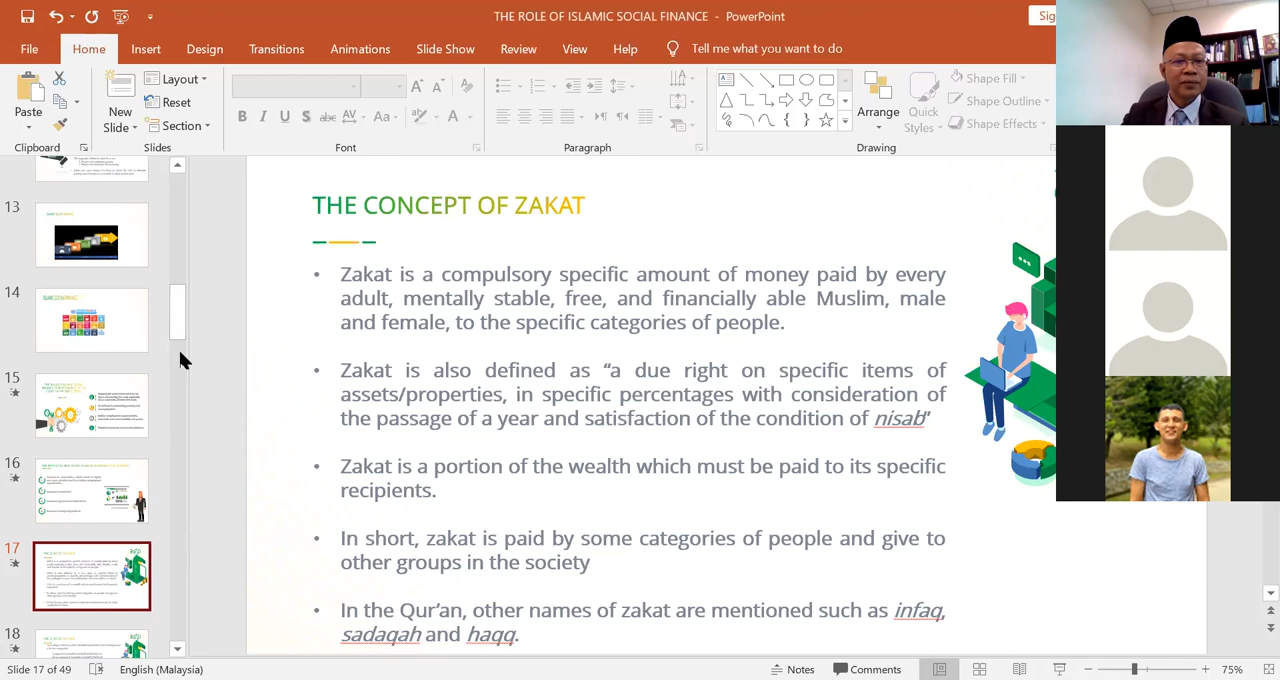 THE ROLE OF ISLAMIC SOCIAL FINANCE - PowerPoint
Sig
File Home Insert Design Transitions Animations Slide Show Review View Help Tell me what you want to do
Paste
New
Slide
Layout
Reset
Section
B I U S abc AV Aa A
Arrange
Quick
Styles
Shape Fill
Shape Outline
Shape Effects
Clipboard Slides Font Paragraph Drawing
13
14
15
16
17
18
THE CONCEPT OF ZAKAT
• Zakat is a compulsory specific amount of money paid by every
adult, mentally stable, free, and financially able Muslim, male
and female, to the specific categories of people.
• Zakat is also defined as “a due right on specific items of
assets/properties, in specific percentages with consideration of
the passage of a year and satisfaction of the condition of nisab’
• Zakat is a portion of the wealth which must be paid to its specific
recipients.
• In short, zakat is paid by some categories of people and give to
other groups in the society
• In the Qur’an, other names of zakat are mentioned such as infaq,
sadaqah and haqq.
Slide 17 of 49 English (Malaysia) Notes Comments 75%